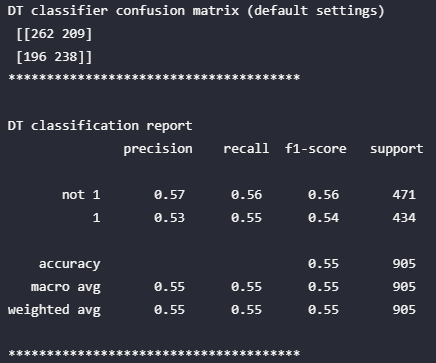 DT classifier confusion matrix (default settings)
[[262 209]
[196 238]]
**************************************
DT classification report
precision recall f1-score support
not 1 0.57 0.56 0.56 471
1 0.53 0.55 0.54 434
accuracy 0.55 905
macro avg 0.55 0.55 0.55 905
weighted avg 0.55 0.55 0.55 905
**************************************